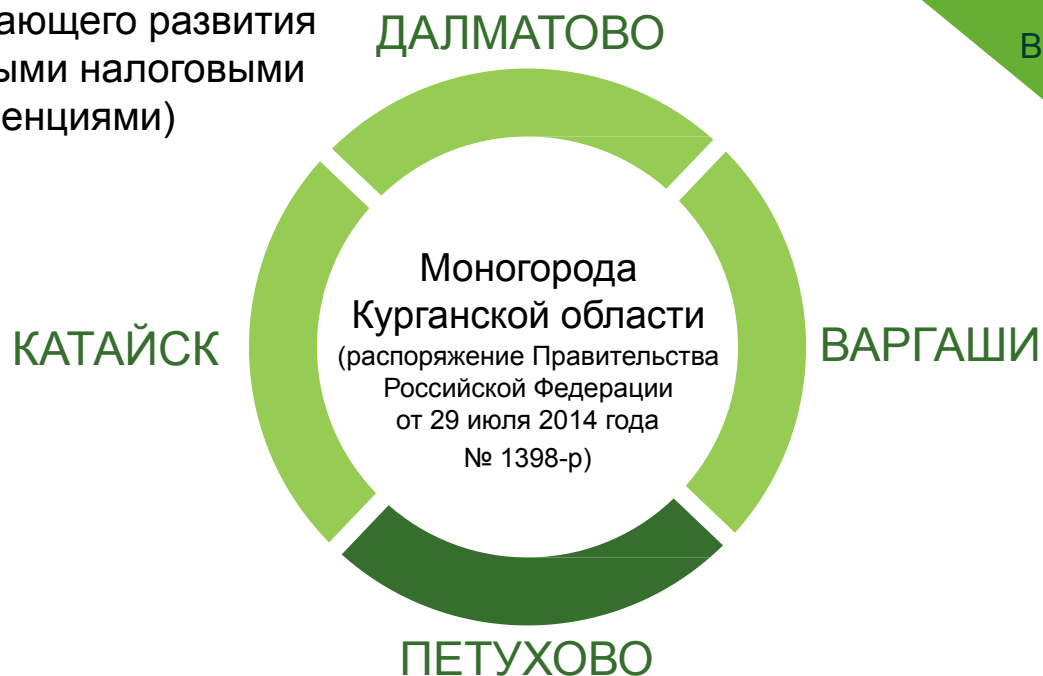 ающего развития
ыми налоговыми
енциями)
ДАЛМАТОВО
В
Моногорода
Курганской области
(распоряжение Правительства
Российской Федерации
от 29 июля 2014 года
№ 1398-р)
КАТАЙСК
ВАРГАШИ
ПЕТУХОВО